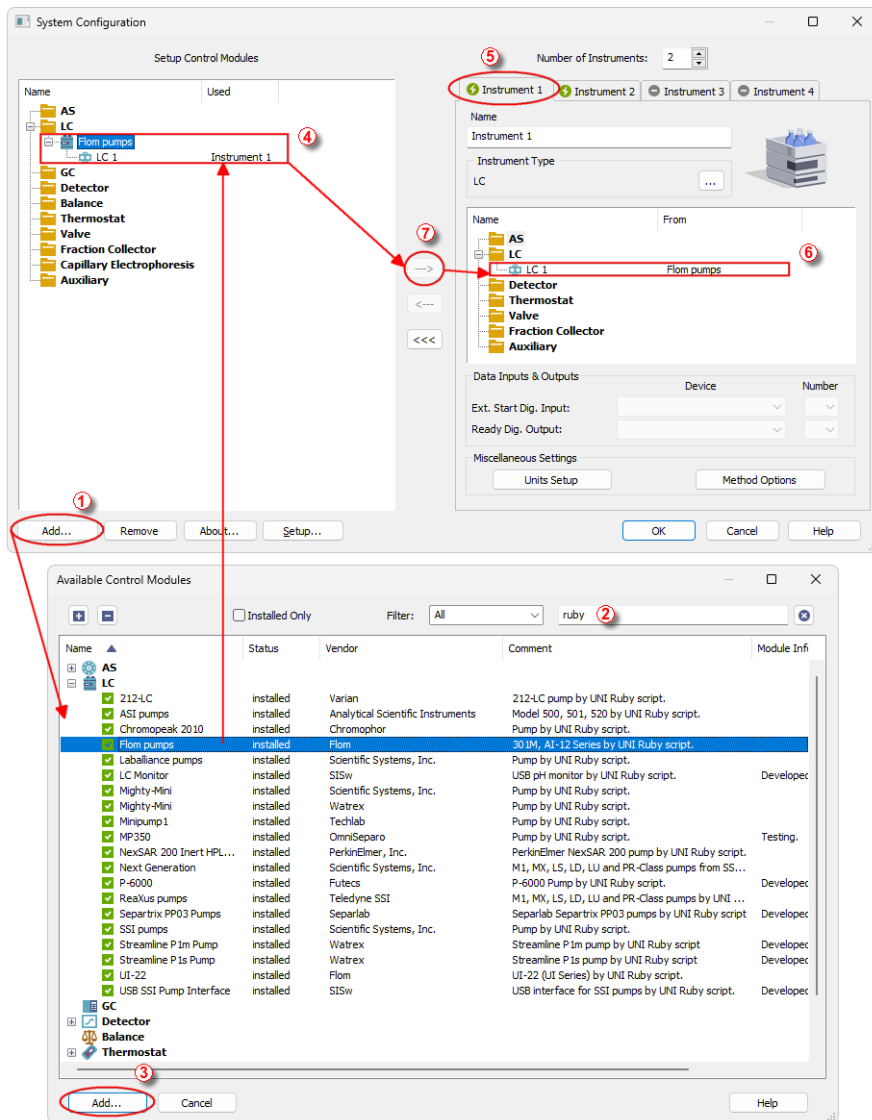 System Configuration
Setup Control Modules
Name Used
AS
LC
Flom pumps
LC 1 Instrument 1
GC
Detector
Balance
Thermostat
Valve
Fraction Collector
Capillary Electrophoresis
Auxiliary
④
①
Add... Remove About... Setup...
⑤ Number of Instruments: 2
Instrument 1 Instrument 2 Instrument 3 Instrument 4
Name
Instrument 1
Instrument Type
LC ...
⑦
--->
<---
<<<
Name From
AS
LC
LC 1 Flom pumps
⑥
Detector
Thermostat
Valve
Fraction Collector
Auxiliary
Data Inputs & Outputs
Device Number
Ext. Start Dig. Input:
Ready Dig. Output:
Miscellaneous Settings
Units Setup Method Options
OK Cancel Help
Available Control Modules
Installed Only Filter: All ruby ②
Name Status Vendor Comment Module Info
AS
LC
212-LC installed Varian 212-LC pump by UNI Ruby script.
ASI pumps installed Analytical Scientific Instruments Model 500, 501, 520 by UNI Ruby script.
Chromopeak 2010 installed Chromophor Pump by UNI Ruby script.
Flom pumps installed Flom 301M, AI-12 Series by UNI Ruby script.
Laballiance pumps installed Scientific Systems, Inc. Pump by UNI Ruby script.
LC Monitor installed SISw USB pH monitor by UNI Ruby script. Developed
Mighty-Mini installed Scientific Systems, Inc. Pump by UNI Ruby script.
Mighty-Mini installed Watrex Pump by UNI Ruby script.
Minipump1 installed Techlab Pump by UNI Ruby script.
MP350 installed OmniSeparo Pump by UNI Ruby script. Testing.
NexSAR 200 Inert HPL... installed PerkinElmer, Inc. PerkinElmer NexSAR 200 pump by UNI Ruby script.
Next Generation installed Scientific Systems, Inc. M1, MX, LS, LD, LU and PR-Class pumps from SS...
P-6000 installed Futecs P-6000 Pump by UNI Ruby script. Developed
ReaXus pumps installed Teledyne SSI M1, MX, LS, LD, LU and PR-Class pumps by UNI ...
Separtrix PP03 Pumps installed Separlab Separlab Separtrix PP03 pumps by UNI Ruby script Developed
SSI pumps installed Scientific Systems, Inc. Pump by UNI Ruby script.
Streamline P1m Pump installed Watrex Streamline P1m pump by UNI Ruby script Developed
Streamline P1s Pump installed Watrex Streamline P1s pump by UNI Ruby script Developed
UI-22 installed Flom UI-22 (UI Series) by UNI Ruby script.
USB SSI Pump Interface installed SISw USB interface for SSI pumps by UNI Ruby script. Developed
GC
Detector
Balance
Thermostat
③
Add... Cancel Help